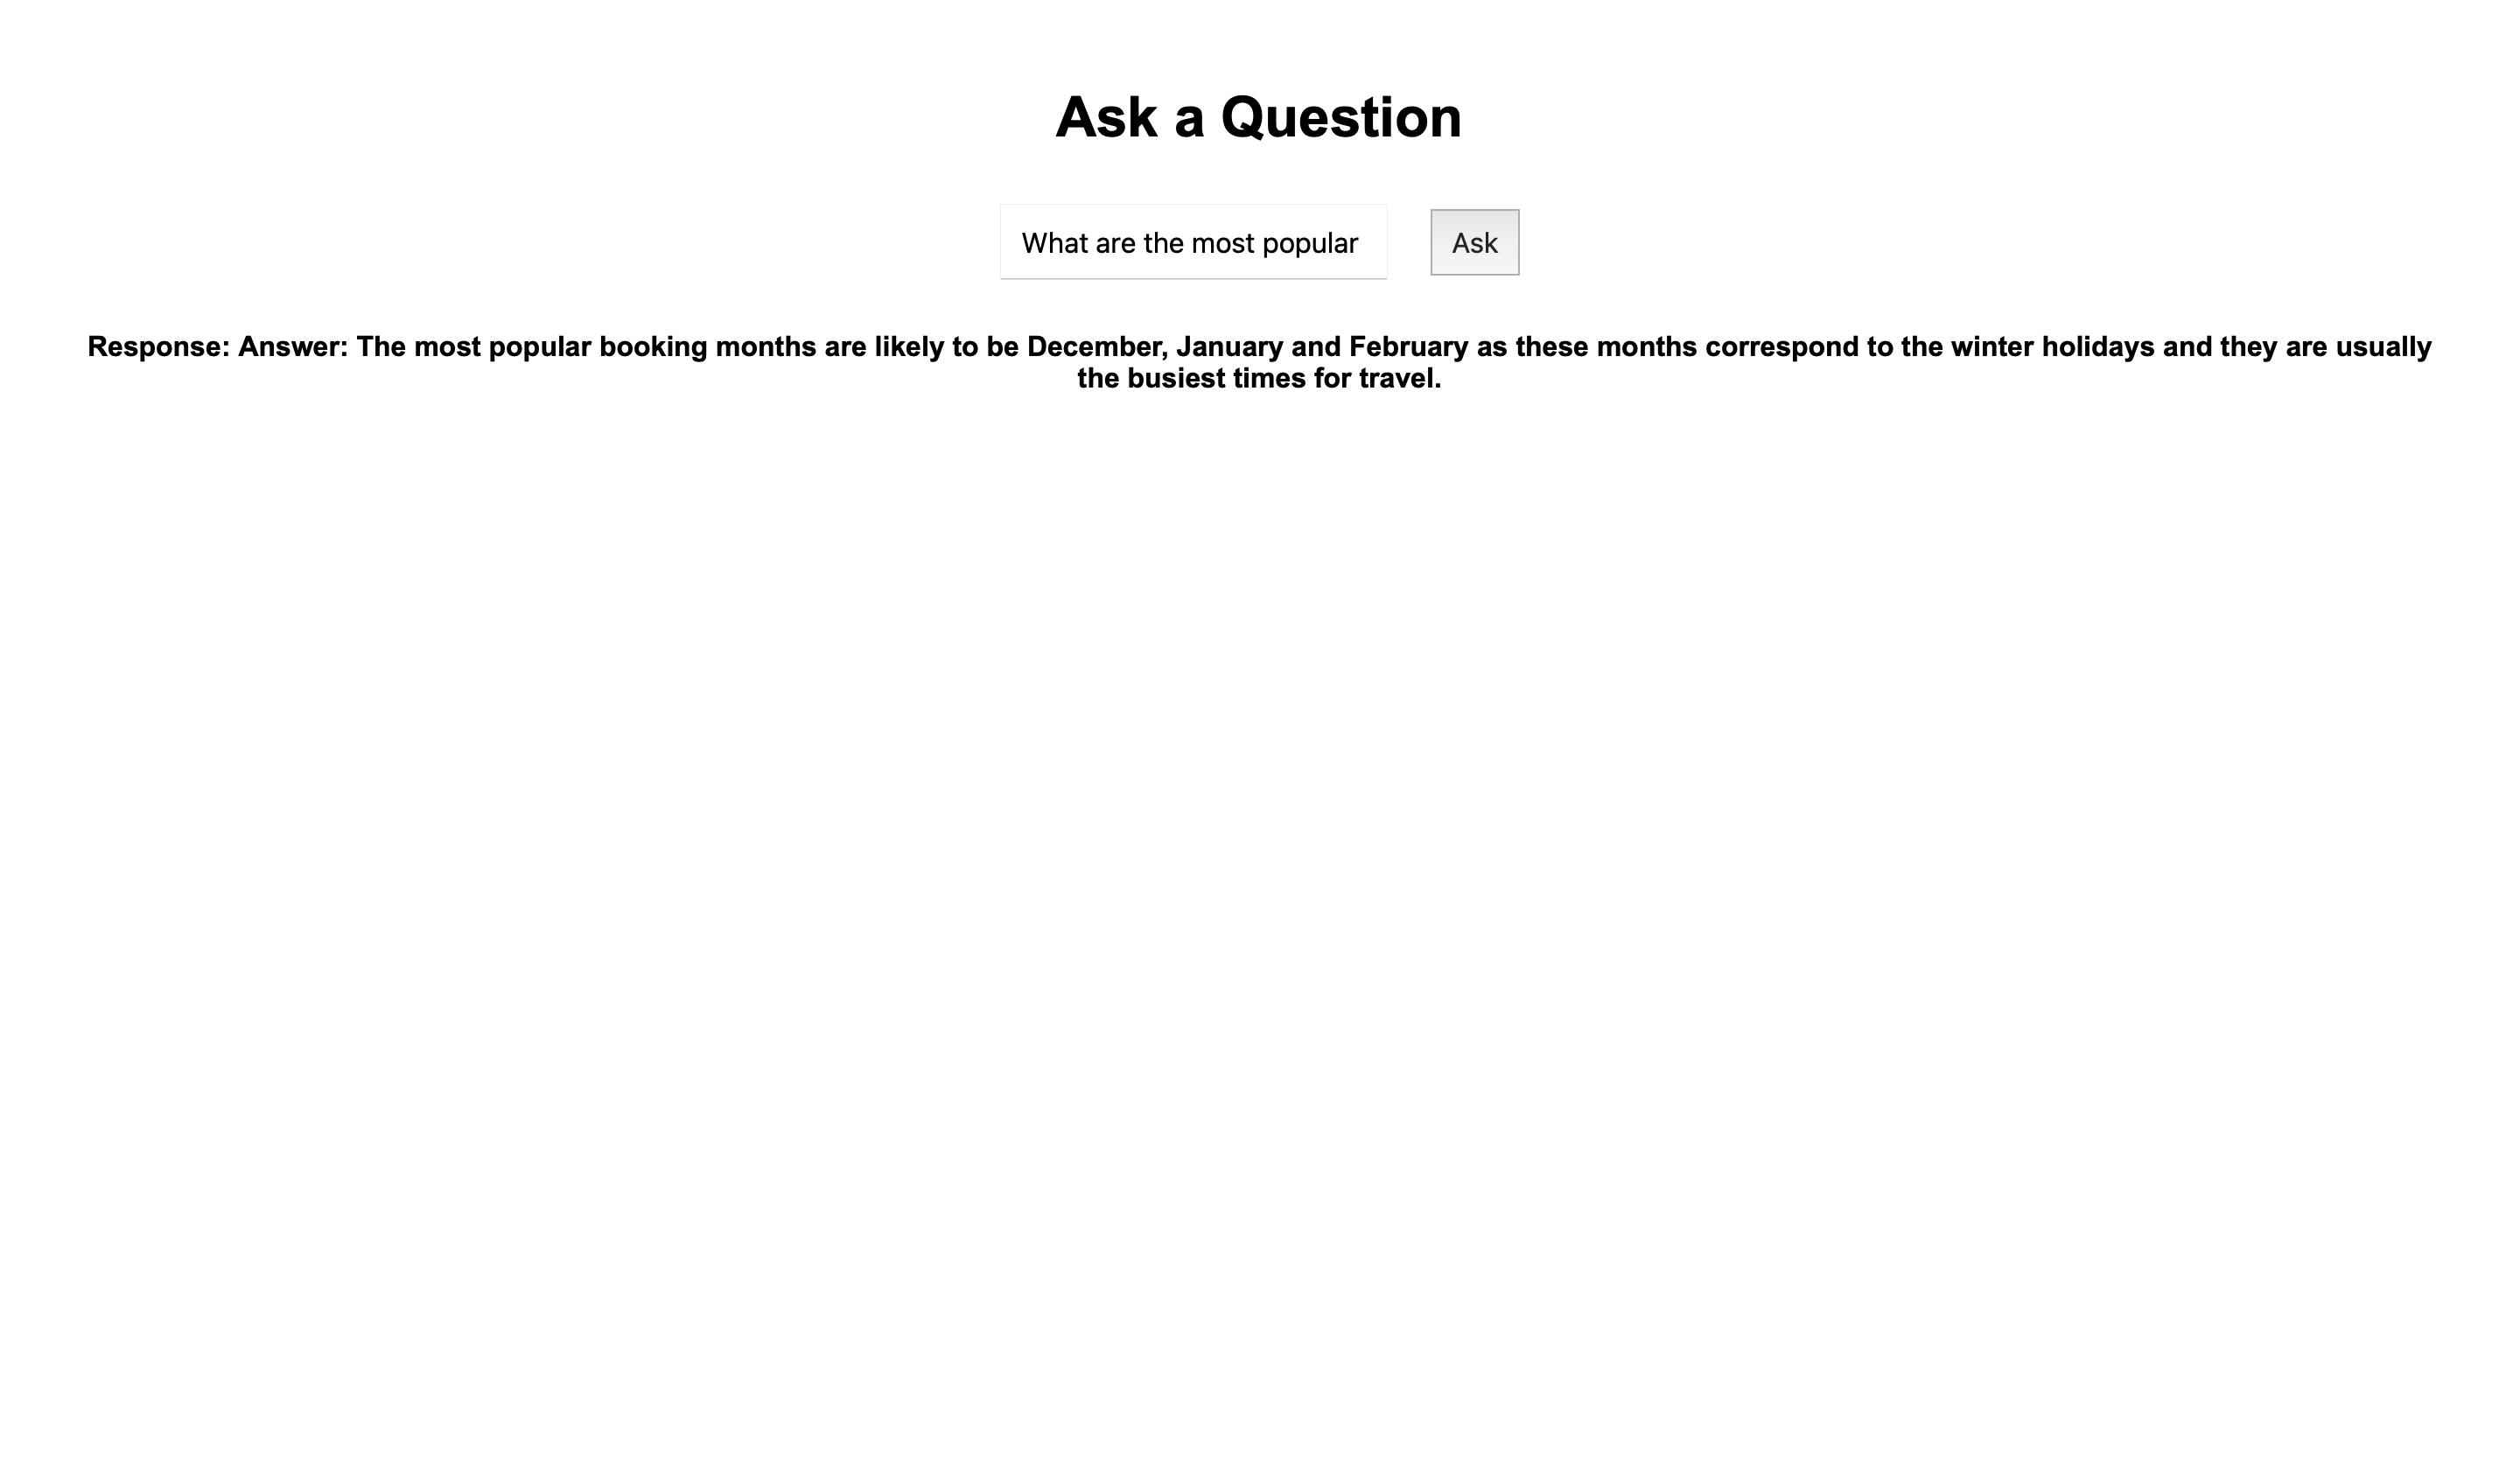 Ask a Question
What are the most popular
Ask
Response: Answer: The most popular booking months are likely to be December, January and February as these months correspond to the winter holidays and they are usually
the busiest times for travel.